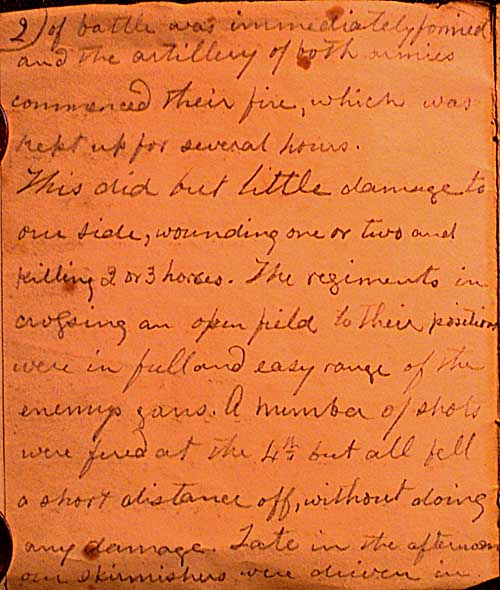 2) of battle was immediately formed
and the artillery of both armies
commenced their fire, which was
kept up for several hours.
This did but little damage to
our side, wounding one or two and
killing 2 or 3 horses. The regiments in
crossing an open field to their position
were in full and easy range of the
enemys guns. A number of shots
were fired at the 4th but all fell
a short distance off, without doing
any damage. Late in the afternoon
our skirmishers were driven in